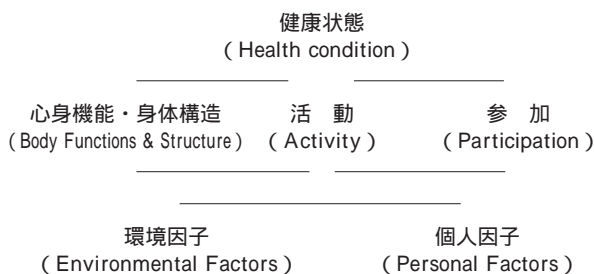 健康状態
（Health condition）
心身機能・身体構造 活　動 参　加
（Body Functions & Structure） （Activity） （Participation）
環境因子 個人因子
（Environmental Factors） （Personal Factors）